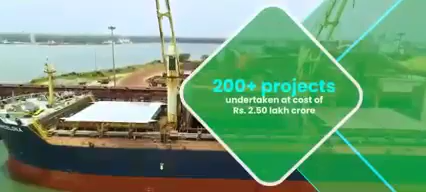 200+ projects
undertaken at cost of
Rs. 2.50 lakh crore